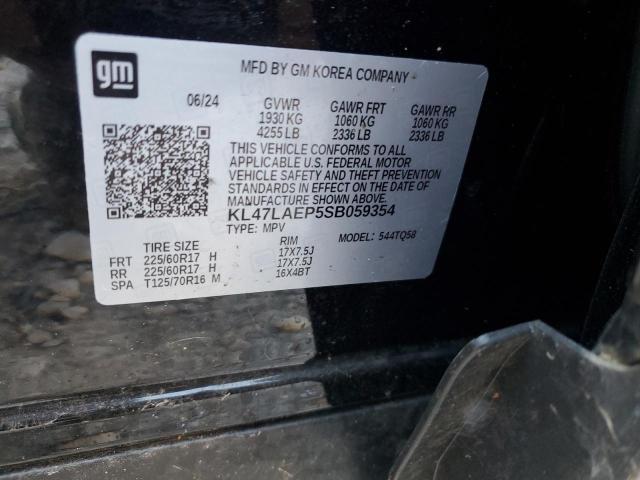 gm
MFD BY GM KOREA COMPANY
06/24 GVWR GAWR FRT GAWR RR
1930 KG 1060 KG 1060 KG
4255 LB 2336 LB 2336 LB
THIS VEHICLE CONFORMS TO ALL
APPLICABLE U.S. FEDERAL MOTOR
VEHICLE SAFETY AND THEFT PREVENTION
STANDARDS IN EFFECT ON THE DATE OF
MANUFACTURE SHOWN ABOVE.
KL47LAEP5SB059354
TYPE: MPV MODEL: 544TQ58
TIRE SIZE RIM
FRT 225/60R17 H 17X7.5J
RR 225/60R17 H 17X7.5J
SPA T125/70R16 M 16X4BT